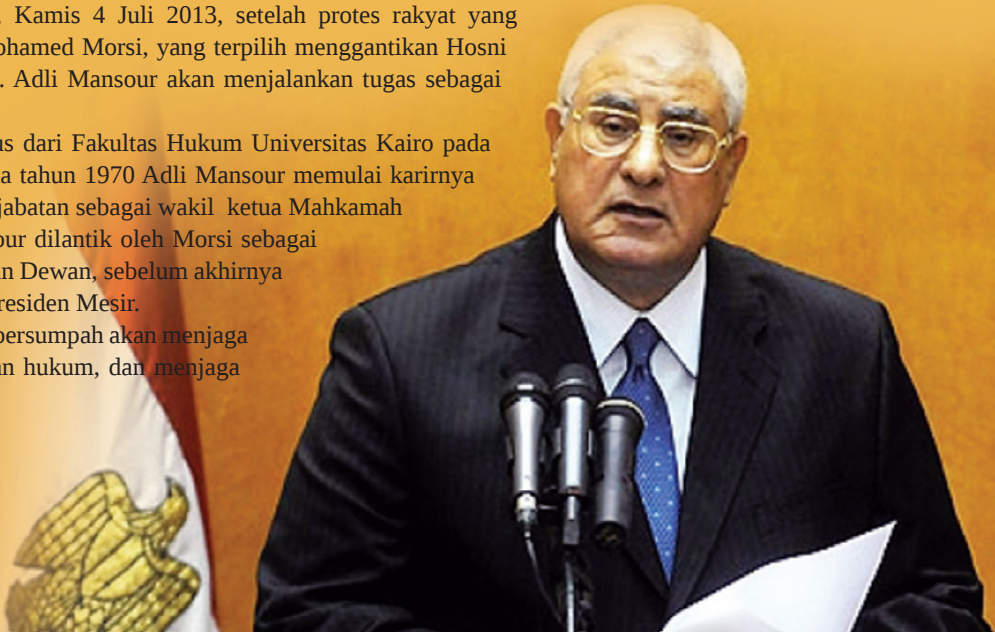 Kamis 4 Juli 2013, setelah protes rakyat yang
ohamed Morsi, yang terpilih menggantikan Hosni
. Adli Mansour akan menjalankan tugas sebagai
us dari Fakultas Hukum Universitas Kairo pada
a tahun 1970 Adli Mansour memulai karirnya
jabatan sebagai wakil ketua Mahkamah
our dilantik oleh Morsi sebagai
an Dewan, sebelum akhirnya
residen Mesir.
bersumpah akan menjaga
an hukum, dan menjaga